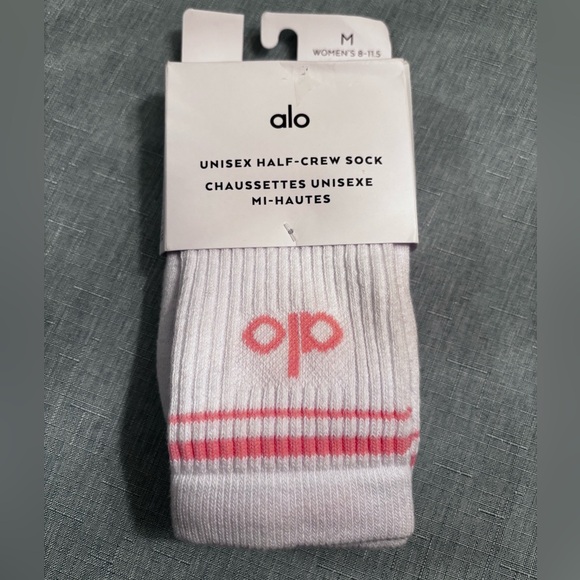 M
WOMEN'S 8-11.5
alo
UNISEX HALF-CREW SOCK
CHAUSSETTES UNISEXE
MI-HAUTES
alo